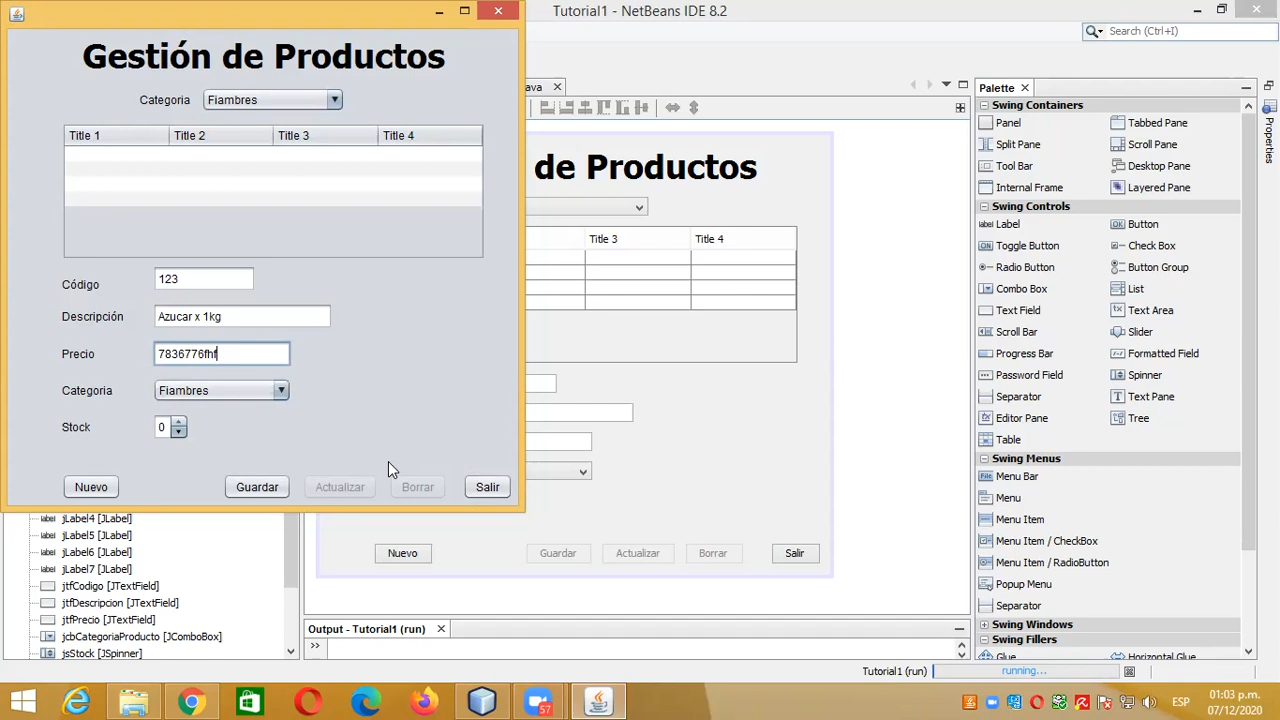 Tutorial1 - NetBeans IDE 8.2
Search (Ctrl+I)
Gestión de Productos
Categoria Fiambres
Title 1 Title 2 Title 3 Title 4
Código 123
Descripción Azucar x 1kg
Precio 7836776fhf
Categoria Fiambres
Stock 0
Nuevo Guardar Actualizar Borrar Salir
ava
de Productos
Title 3 Title 4
Nuevo Guardar Actualizar Borrar Salir
label jLabel4 [JLabel]
label jLabel5 [JLabel]
label jLabel6 [JLabel]
label jLabel7 [JLabel]
jtfCodigo [JTextField]
jtfDescripcion [JTextField]
jtfPrecio [JTextField]
jcbCategoriaProducto [JComboBox]
jsStock [JSpinner]
Output - Tutorial1 (run)
Palette
Swing Containers
Panel Tabbed Pane
Split Pane Scroll Pane
Tool Bar Desktop Pane
Internal Frame Layered Pane
Swing Controls
label Label OK Button
Toggle Button Check Box
Radio Button Button Group
Combo Box List
Text Field Text Area
Scroll Bar Slider
Progress Bar Formatted Field
Password Field Spinner
Separator Text Pane
Editor Pane Tree
Table
Swing Menus
Menu Bar
Menu
Menu Item
Menu Item / CheckBox
Menu Item / RadioButton
Popup Menu
Separator
Swing Windows
Swing Fillers
Glue Horizontal Glue
Properties
Tutorial1 (run) running...
57
ESP
01:03 p.m.
07/12/2020